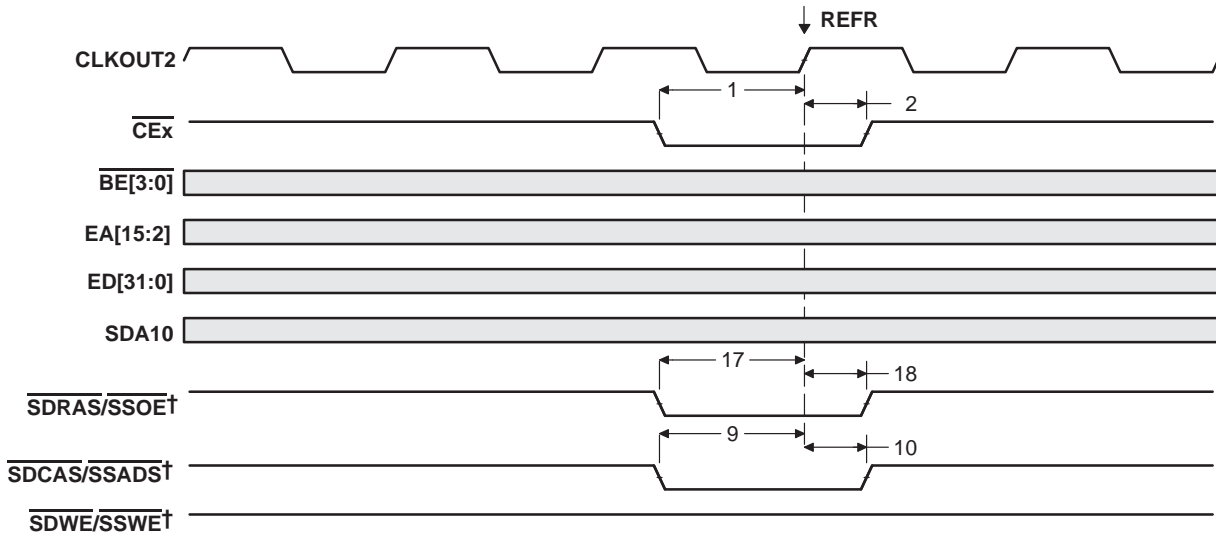 REFR
CLKOUT2
1
2
CEx
BE[3:0]
EA[15:2]
ED[31:0]
SDA10
17
18
SDRAS/SSOE†
9
10
SDCAS/SSADS†
SDWE/SSWE†